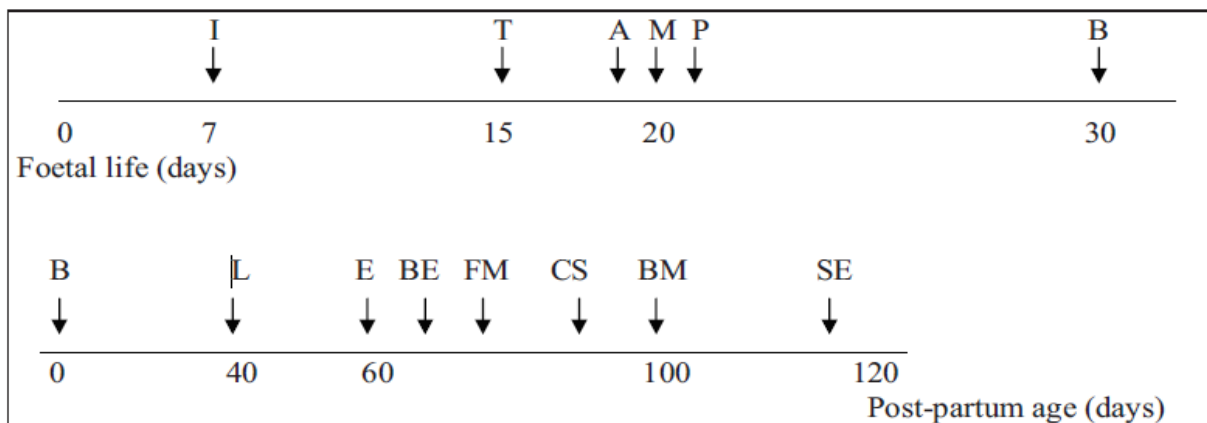 I T A M P B
0 7 15 20 30
Foetal life (days)
B L E BE FM CS BM SE
0 40 60 100 120
Post-partum age (days)